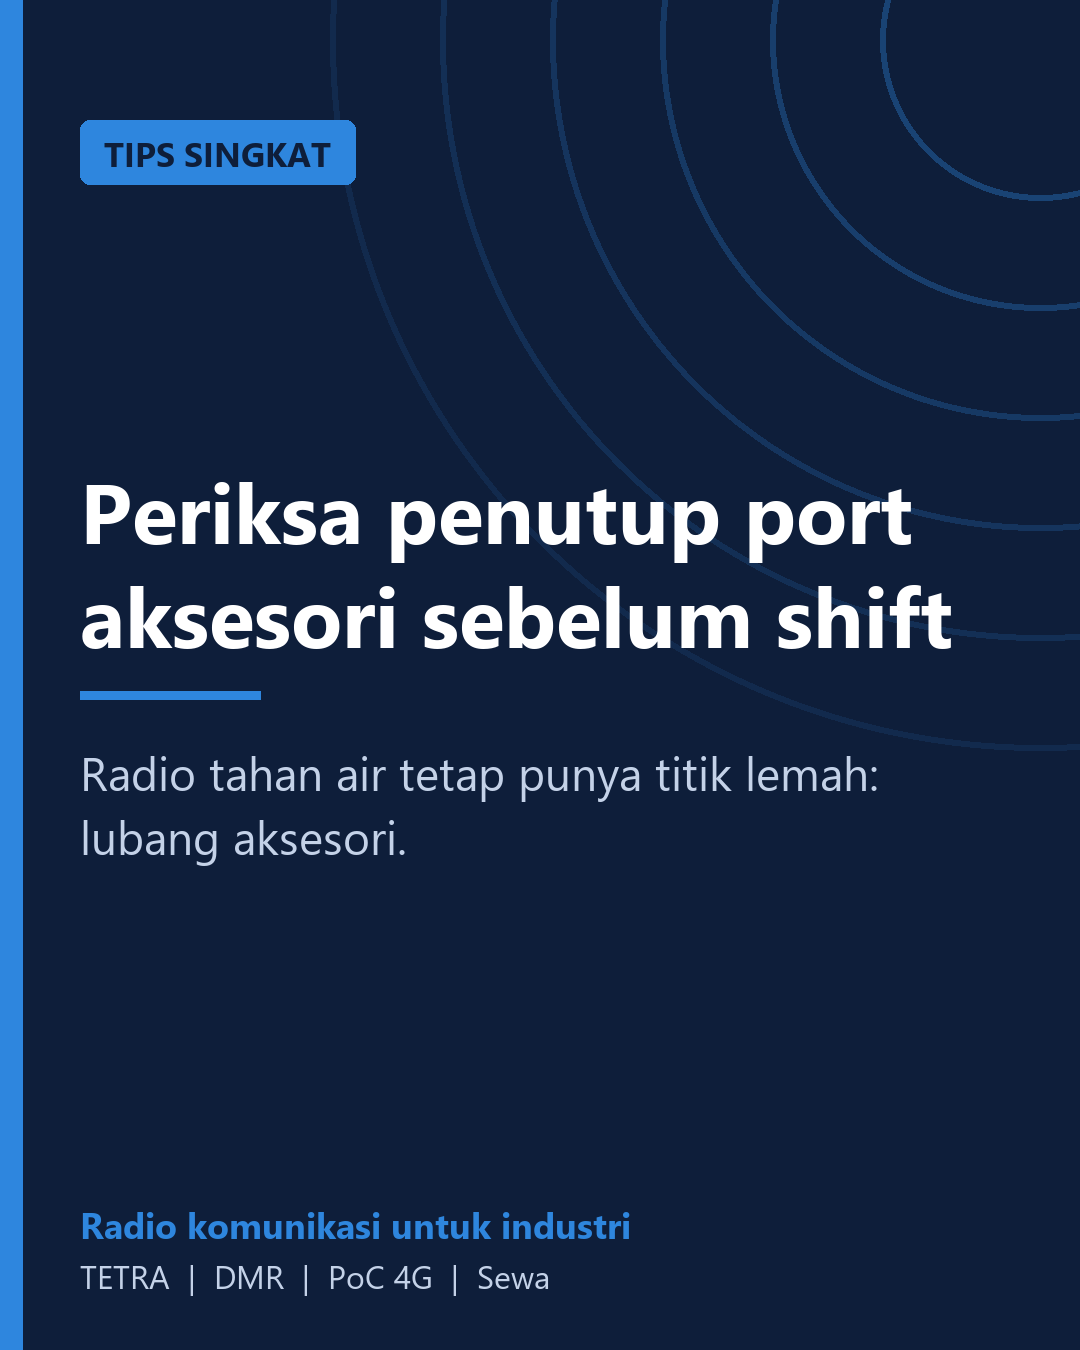 TIPS SINGKAT
Periksa penutup port
aksesori sebelum shift
Radio tahan air tetap punya titik lemah:
lubang aksesori.
Radio komunikasi untuk industri
TETRA | DMR | PoC 4G | Sewa